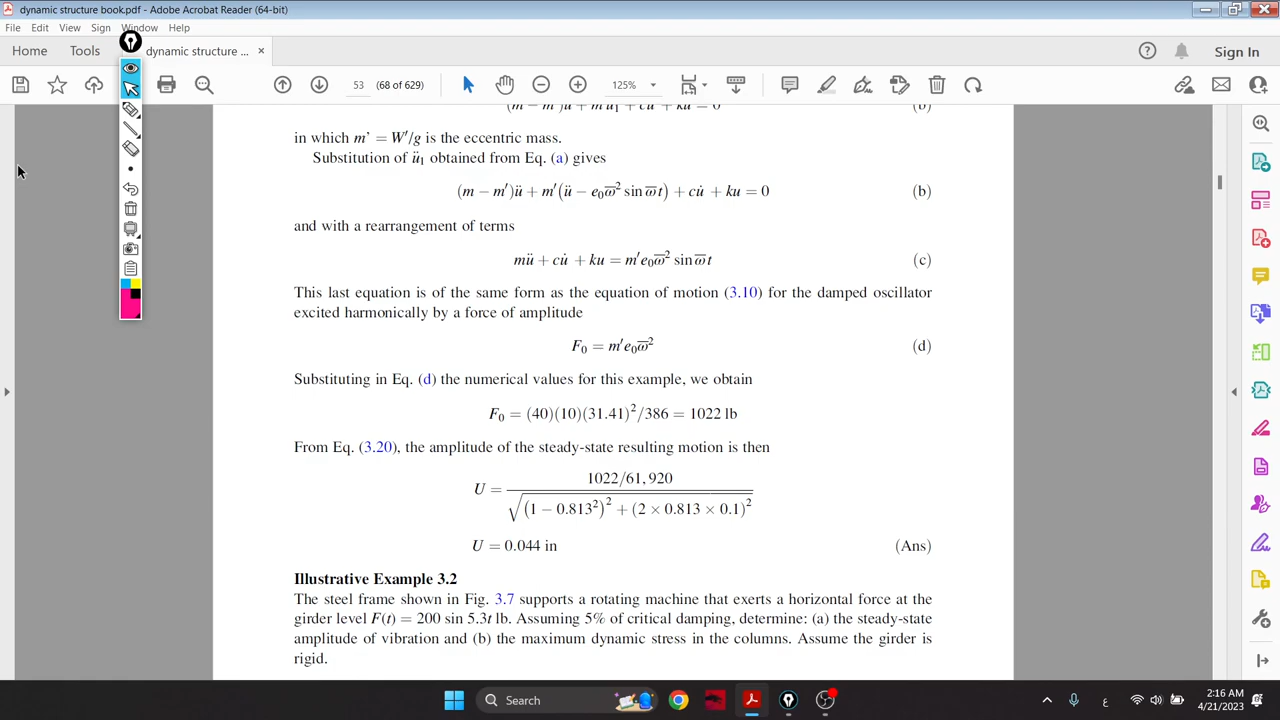 dynamic structure book.pdf - Adobe Acrobat Reader (64-bit)
File Edit View Sign Window Help
Home Tools dynamic structure ... × Sign In
53 (68 of 629) 125%
in which m' = W'/g is the eccentric mass.
Substitution of ü₁ obtained from Eq. (a) gives
(m − m′)ü + m′(ü − e₀ω̅² sin ω̅t) + cu̇ + ku = 0 (b)
and with a rearrangement of terms
mü + cu̇ + ku = m′e₀ω̅² sin ω̅t (c)
This last equation is of the same form as the equation of motion (3.10) for the damped oscillator
excited harmonically by a force of amplitude
F₀ = m′e₀ω̅² (d)
Substituting in Eq. (d) the numerical values for this example, we obtain
F₀ = (40)(10)(31.41)²/386 = 1022 lb
From Eq. (3.20), the amplitude of the steady-state resulting motion is then
U = 1022/61,920 / √((1 − 0.813²)² + (2 × 0.813 × 0.1)²)
U = 0.044 in (Ans)
Illustrative Example 3.2
The steel frame shown in Fig. 3.7 supports a rotating machine that exerts a horizontal force at the
girder level F(t) = 200 sin 5.3t lb. Assuming 5% of critical damping, determine: (a) the steady-state
amplitude of vibration and (b) the maximum dynamic stress in the columns. Assume the girder is
rigid.
Search
ع
2:16 AM
4/21/2023